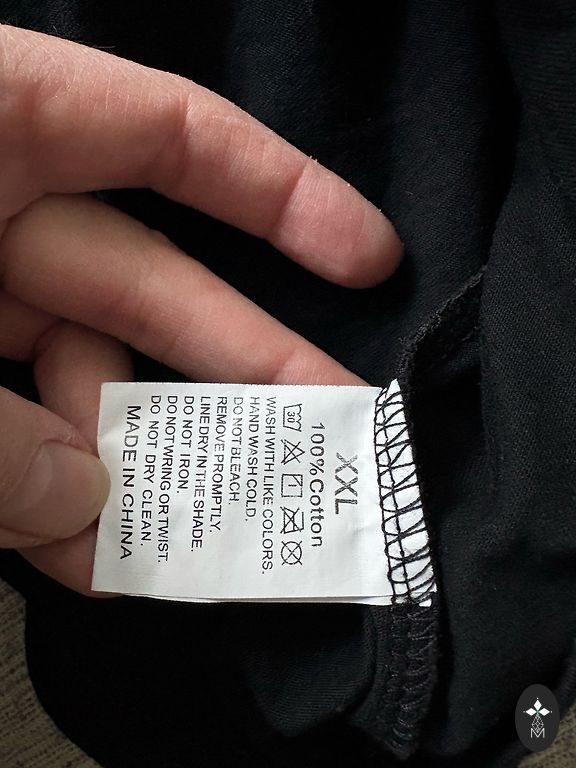 XXL
100%Cotton
30
WASH WITH LIKE COLORS.
HAND WASH COLD.
DO NOT BLEACH.
REMOVE PROMPTLY.
LINE DRY IN THE SHADE.
DO NOT IRON.
DO NOT WRING OR TWIST.
DO NOT DRY CLEAN.
MADE IN CHINA
M